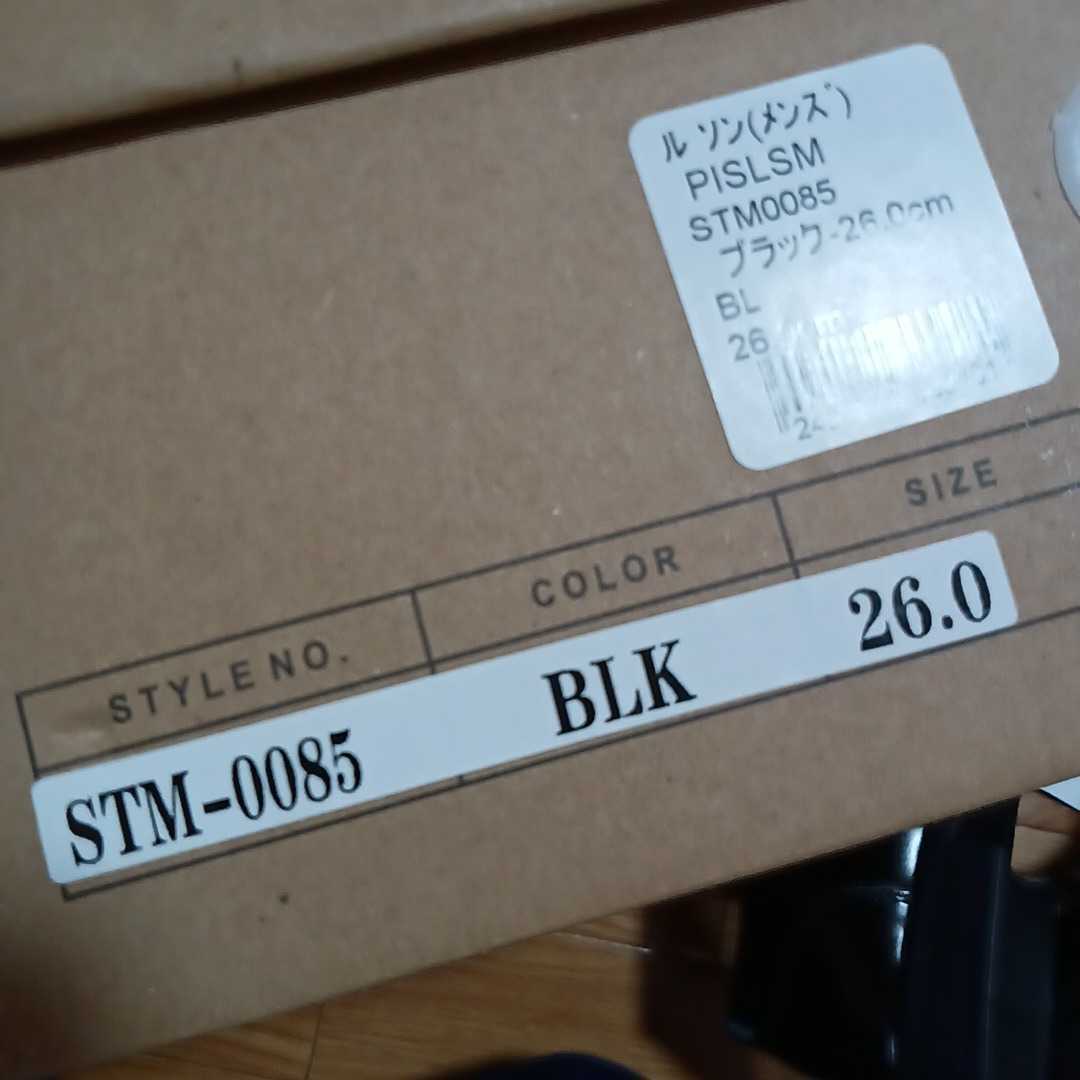 ル ソン(メンズ)
PISLSM
STM0085
ブラック-26.0cm
BL
26
STYLE NO. COLOR SIZE
STM-0085 BLK 26.0